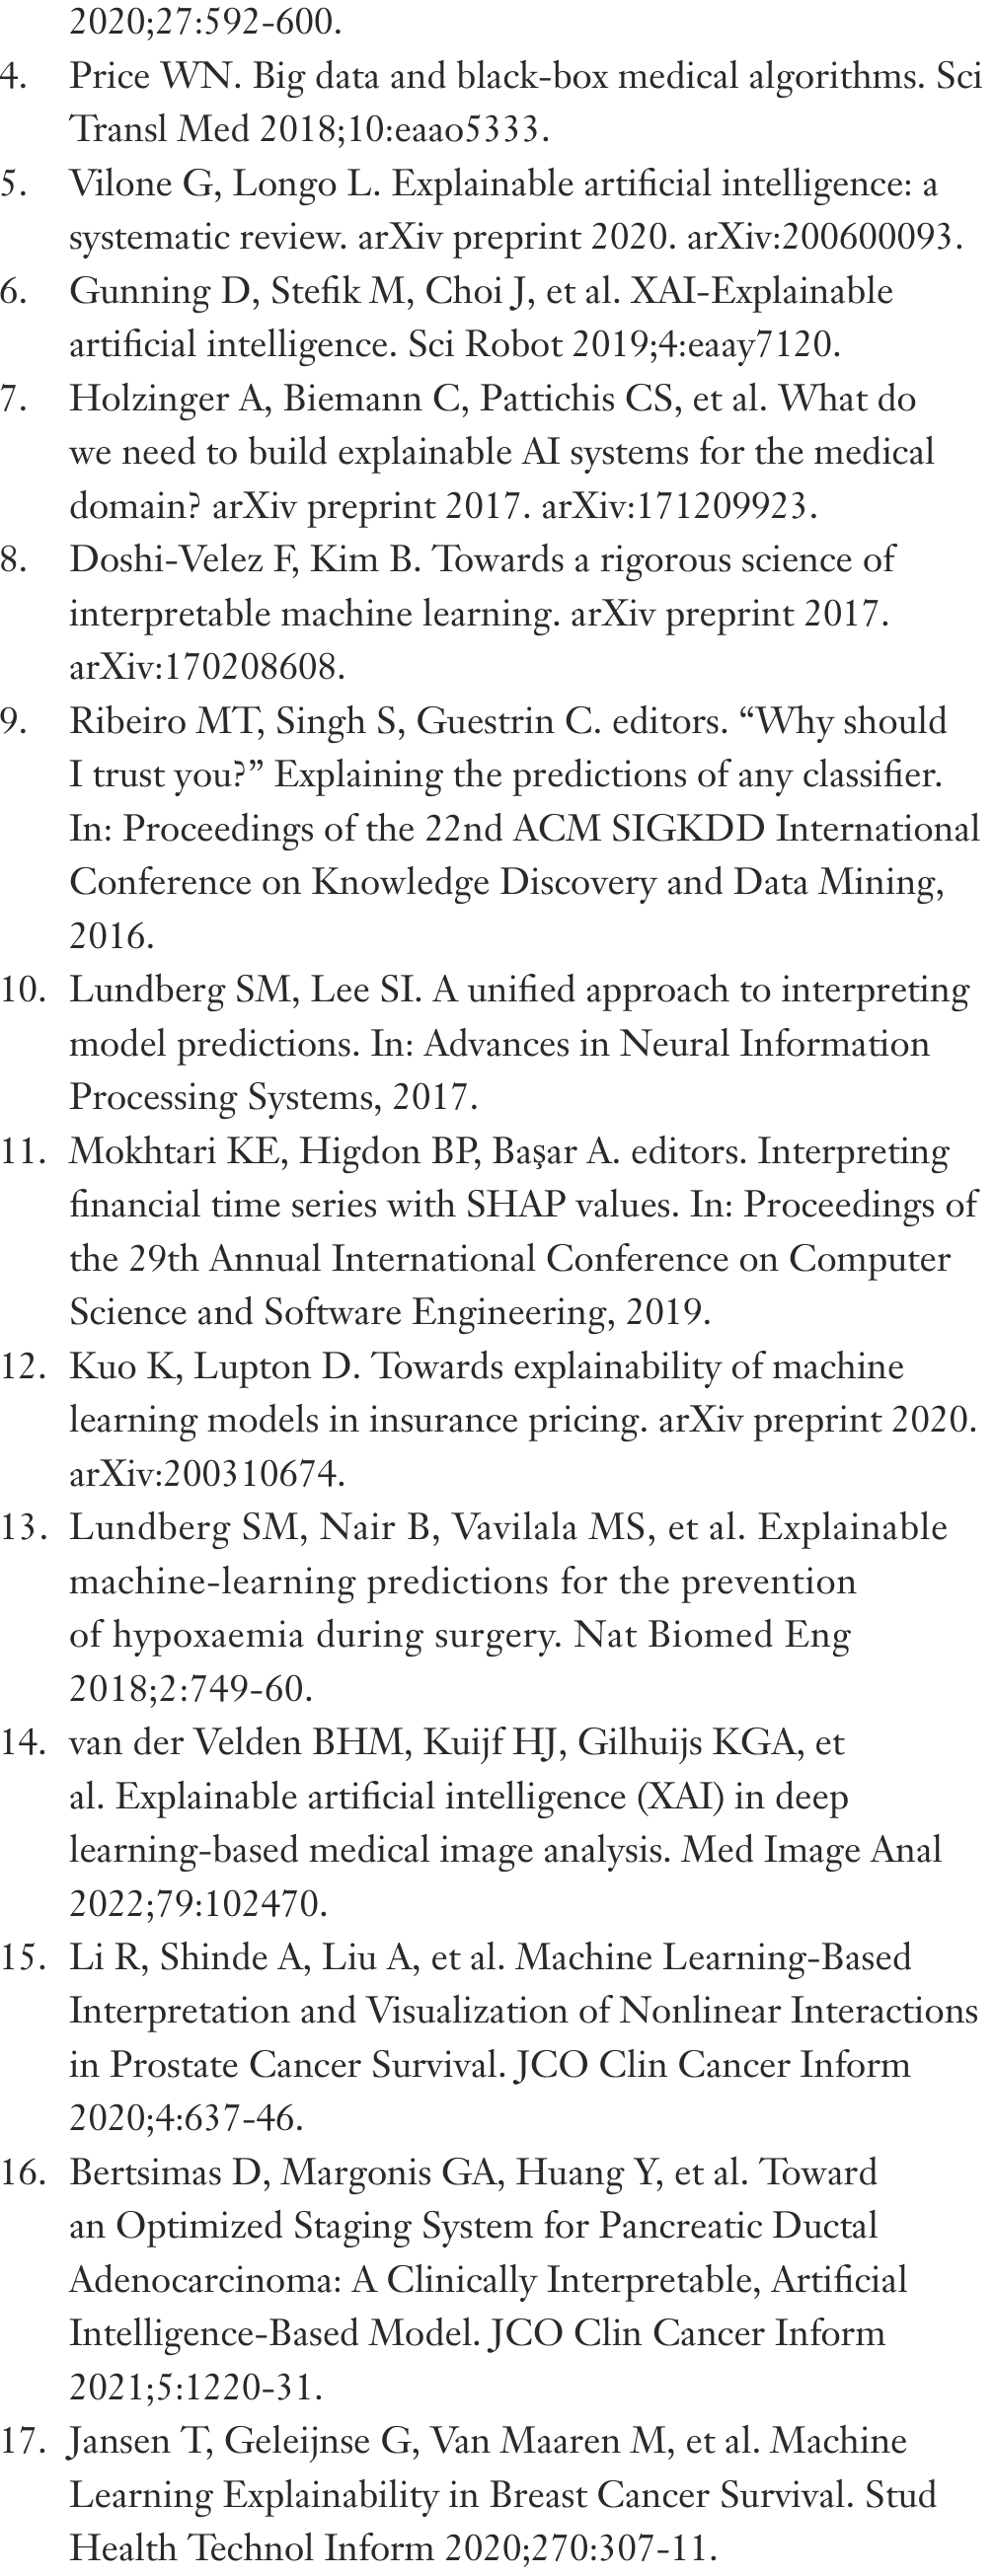 2020;27:592-600.
4. Price WN. Big data and black-box medical algorithms. Sci
Transl Med 2018;10:eaao5333.
5. Vilone G, Longo L. Explainable artificial intelligence: a
systematic review. arXiv preprint 2020. arXiv:200600093.
6. Gunning D, Stefik M, Choi J, et al. XAI-Explainable
artificial intelligence. Sci Robot 2019;4:eaay7120.
7. Holzinger A, Biemann C, Pattichis CS, et al. What do
we need to build explainable AI systems for the medical
domain? arXiv preprint 2017. arXiv:171209923.
8. Doshi-Velez F, Kim B. Towards a rigorous science of
interpretable machine learning. arXiv preprint 2017.
arXiv:170208608.
9. Ribeiro MT, Singh S, Guestrin C. editors. “Why should
I trust you?” Explaining the predictions of any classifier.
In: Proceedings of the 22nd ACM SIGKDD International
Conference on Knowledge Discovery and Data Mining,
2016.
10. Lundberg SM, Lee SI. A unified approach to interpreting
model predictions. In: Advances in Neural Information
Processing Systems, 2017.
11. Mokhtari KE, Higdon BP, Başar A. editors. Interpreting
financial time series with SHAP values. In: Proceedings of
the 29th Annual International Conference on Computer
Science and Software Engineering, 2019.
12. Kuo K, Lupton D. Towards explainability of machine
learning models in insurance pricing. arXiv preprint 2020.
arXiv:200310674.
13. Lundberg SM, Nair B, Vavilala MS, et al. Explainable
machine-learning predictions for the prevention
of hypoxaemia during surgery. Nat Biomed Eng
2018;2:749-60.
14. van der Velden BHM, Kuijf HJ, Gilhuijs KGA, et
al. Explainable artificial intelligence (XAI) in deep
learning-based medical image analysis. Med Image Anal
2022;79:102470.
15. Li R, Shinde A, Liu A, et al. Machine Learning-Based
Interpretation and Visualization of Nonlinear Interactions
in Prostate Cancer Survival. JCO Clin Cancer Inform
2020;4:637-46.
16. Bertsimas D, Margonis GA, Huang Y, et al. Toward
an Optimized Staging System for Pancreatic Ductal
Adenocarcinoma: A Clinically Interpretable, Artificial
Intelligence-Based Model. JCO Clin Cancer Inform
2021;5:1220-31.
17. Jansen T, Geleijnse G, Van Maaren M, et al. Machine
Learning Explainability in Breast Cancer Survival. Stud
Health Technol Inform 2020;270:307-11.